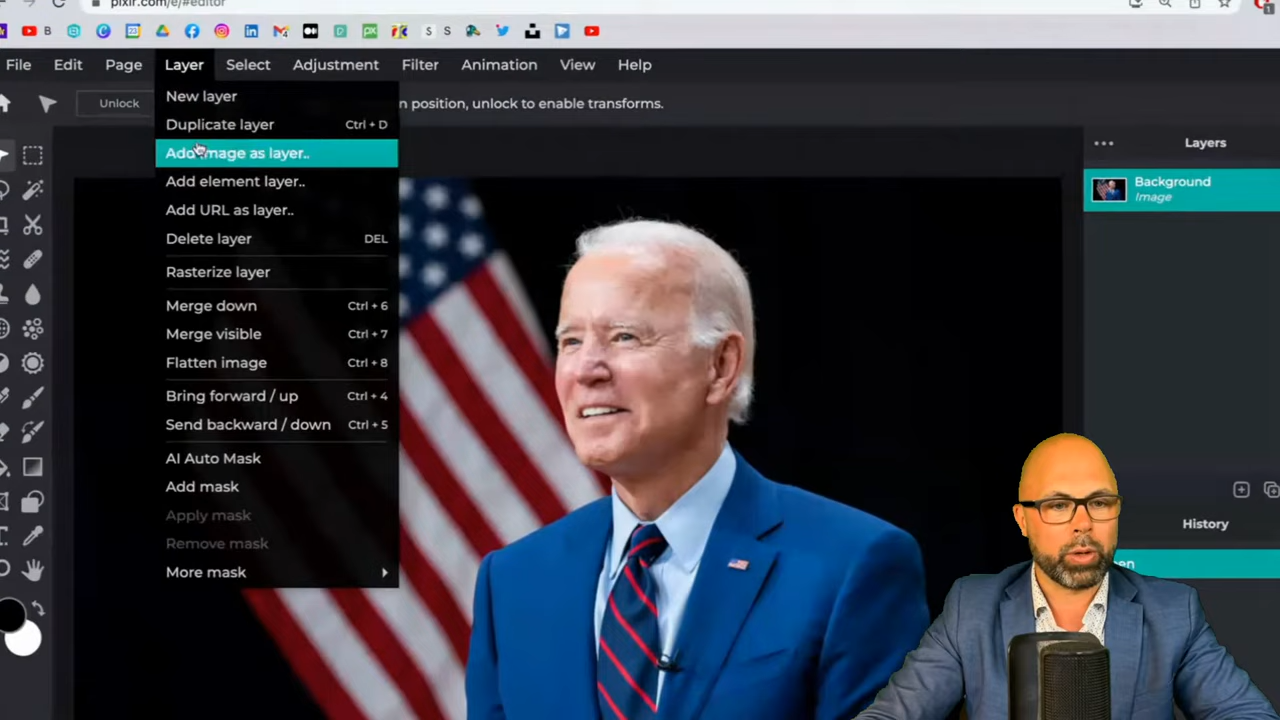 pixlr.com/e/#editor
B
S
S
File Edit Page Layer Select Adjustment Filter Animation View Help
Unlock
n position, unlock to enable transforms.
New layer
Duplicate layer Ctrl + D
Add image as layer..
Add element layer..
Add URL as layer..
Delete layer DEL
Rasterize layer
Merge down Ctrl + 6
Merge visible Ctrl + 7
Flatten image Ctrl + 8
Bring forward / up Ctrl + 4
Send backward / down Ctrl + 5
AI Auto Mask
Add mask
Apply mask
Remove mask
More mask
Layers
Background
Image
History
en